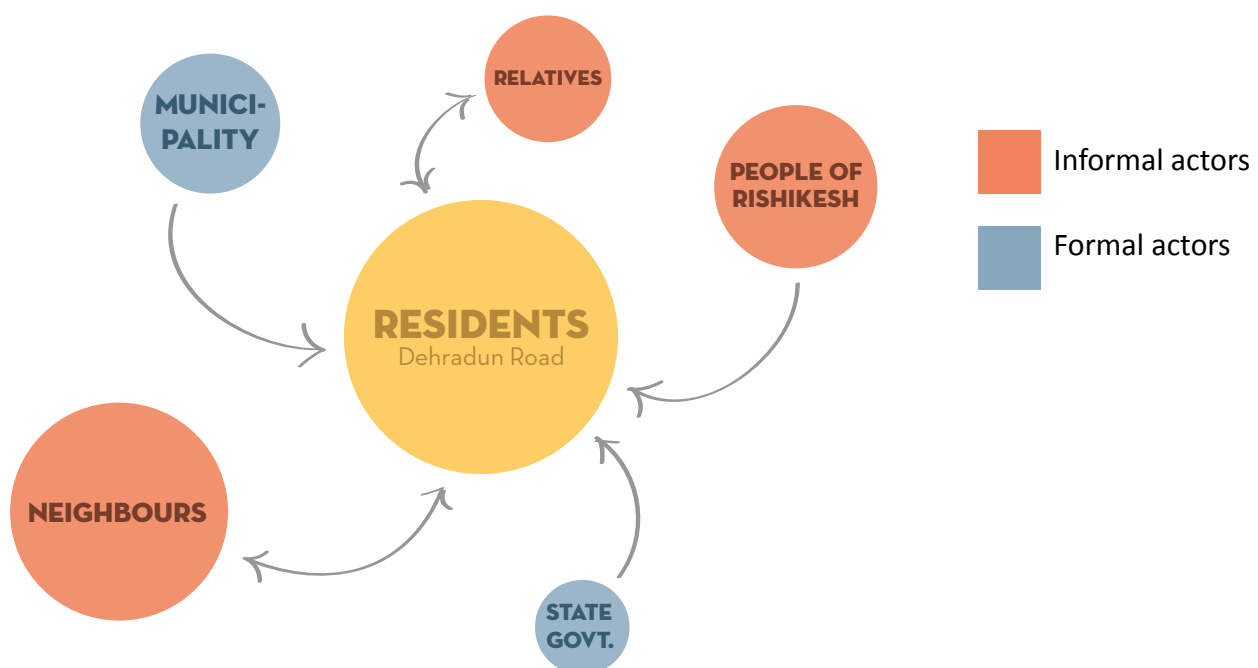 RELATIVES
MUNICI-
PALITY
PEOPLE OF
RISHIKESH
Informal actors
Formal actors
RESIDENTS
Dehradun Road
NEIGHBOURS
STATE
GOVT.